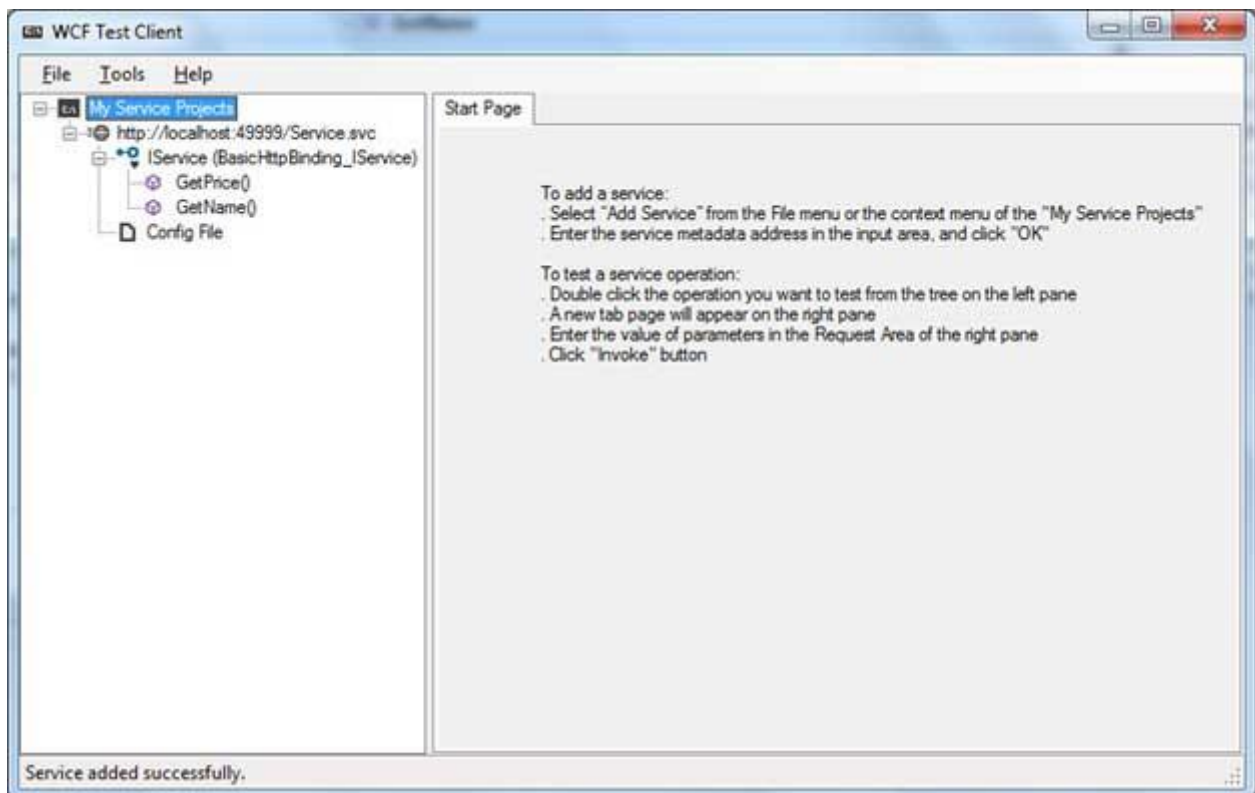 WCF Test Client
File Tools Help
My Service Projects
http://localhost:49999/Service.svc
IService (BasicHttpBinding_IService)
GetPrice()
GetName()
Config File
Start Page
To add a service:
. Select "Add Service" from the File menu or the context menu of the "My Service Projects"
. Enter the service metadata address in the input area, and click "OK"
To test a service operation:
. Double click the operation you want to test from the tree on the left pane
. A new tab page will appear on the right pane
. Enter the value of parameters in the Request Area of the right pane
. Click "Invoke" button
Service added successfully.